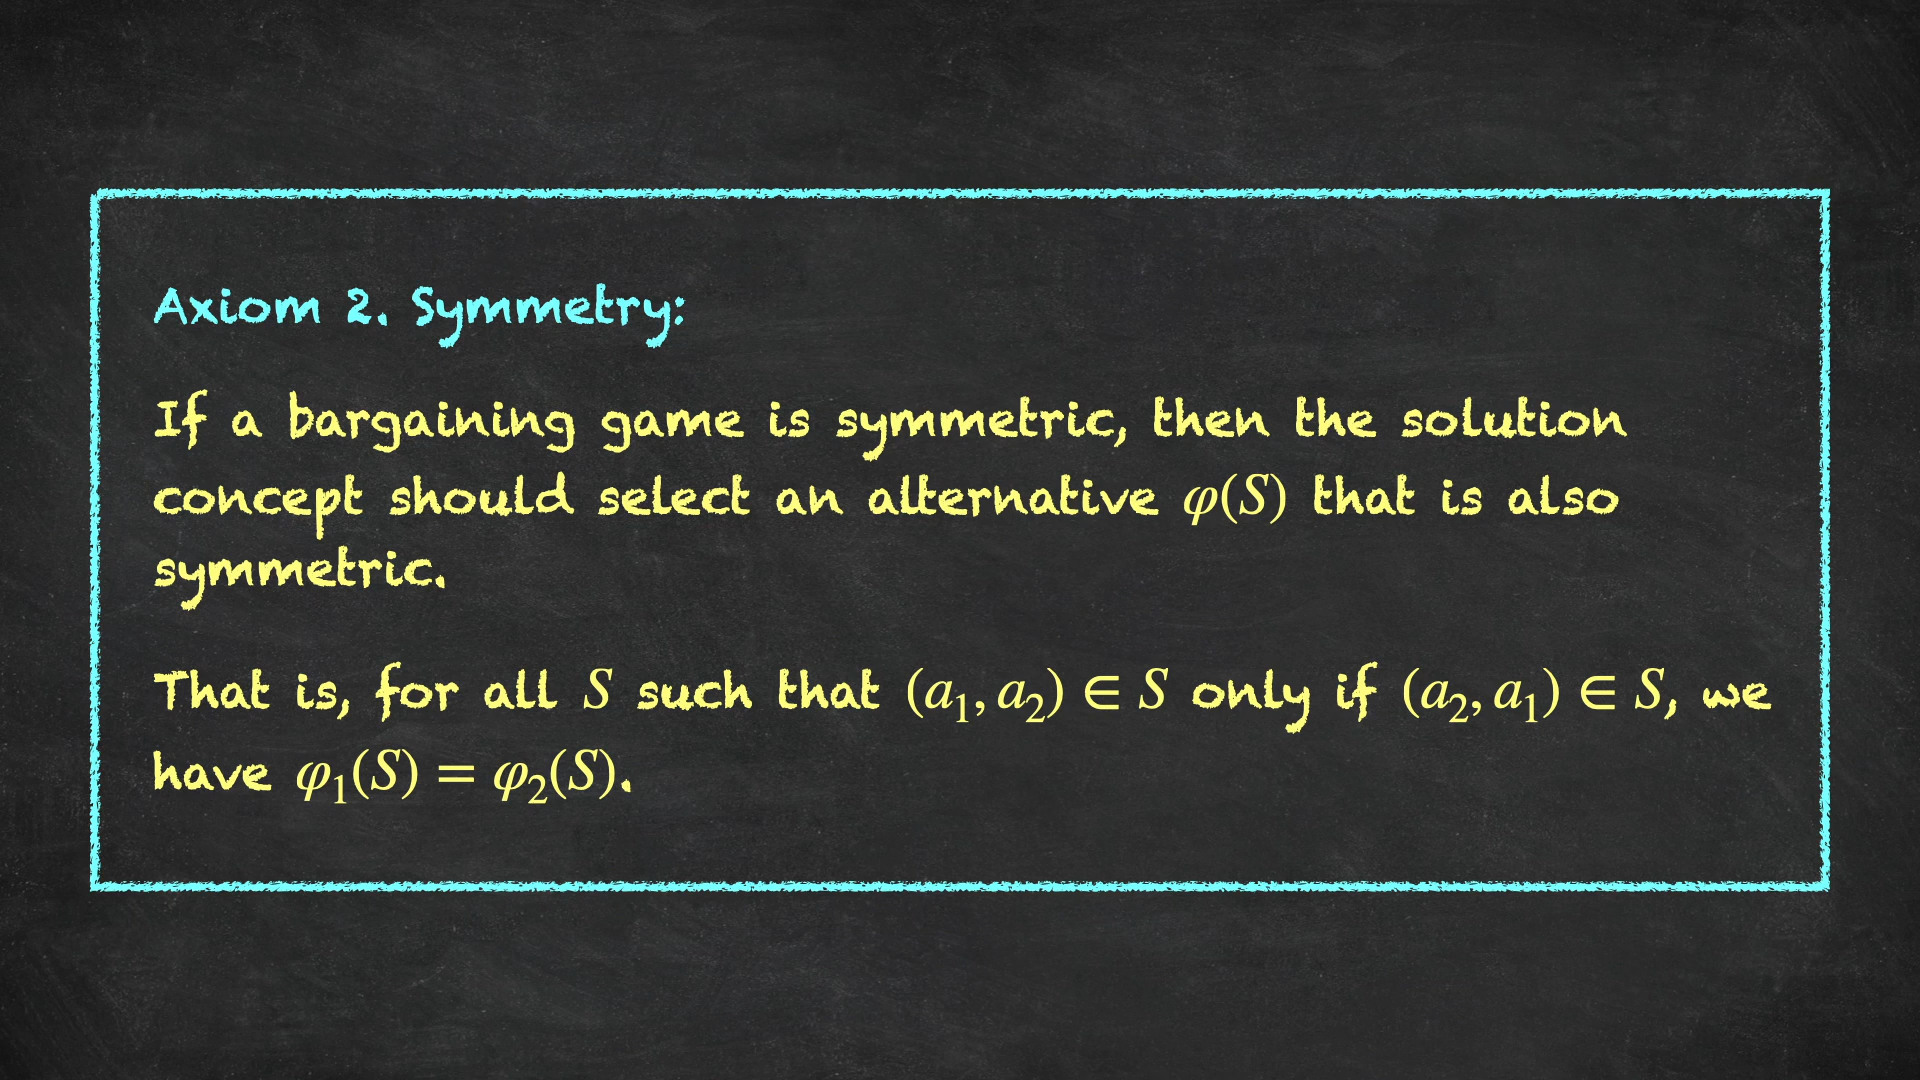 Axiom 2. Symmetry:
If a bargaining game is symmetric, then the solution
concept should select an alternative φ(S) that is also
symmetric.
That is, for all S such that (a₁, a₂) ∈ S only if (a₂, a₁) ∈ S, we
have φ₁(S) = φ₂(S).